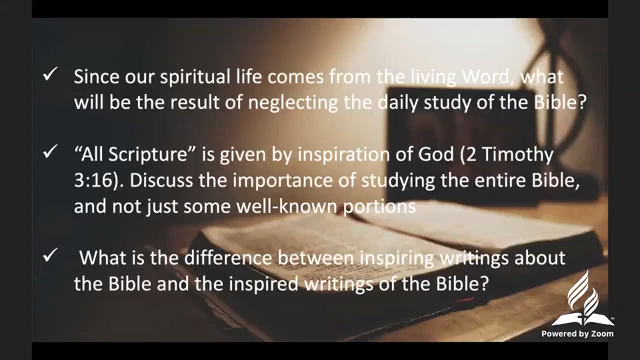 ✓ Since our spiritual life comes from the living Word, what
will be the result of neglecting the daily study of the Bible?
✓ “All Scripture” is given by inspiration of God (2 Timothy
3:16). Discuss the importance of studying the entire Bible,
and not just some well-known portions
✓ What is the difference between inspiring writings about
the Bible and the inspired writings of the Bible?
Powered by Zoom